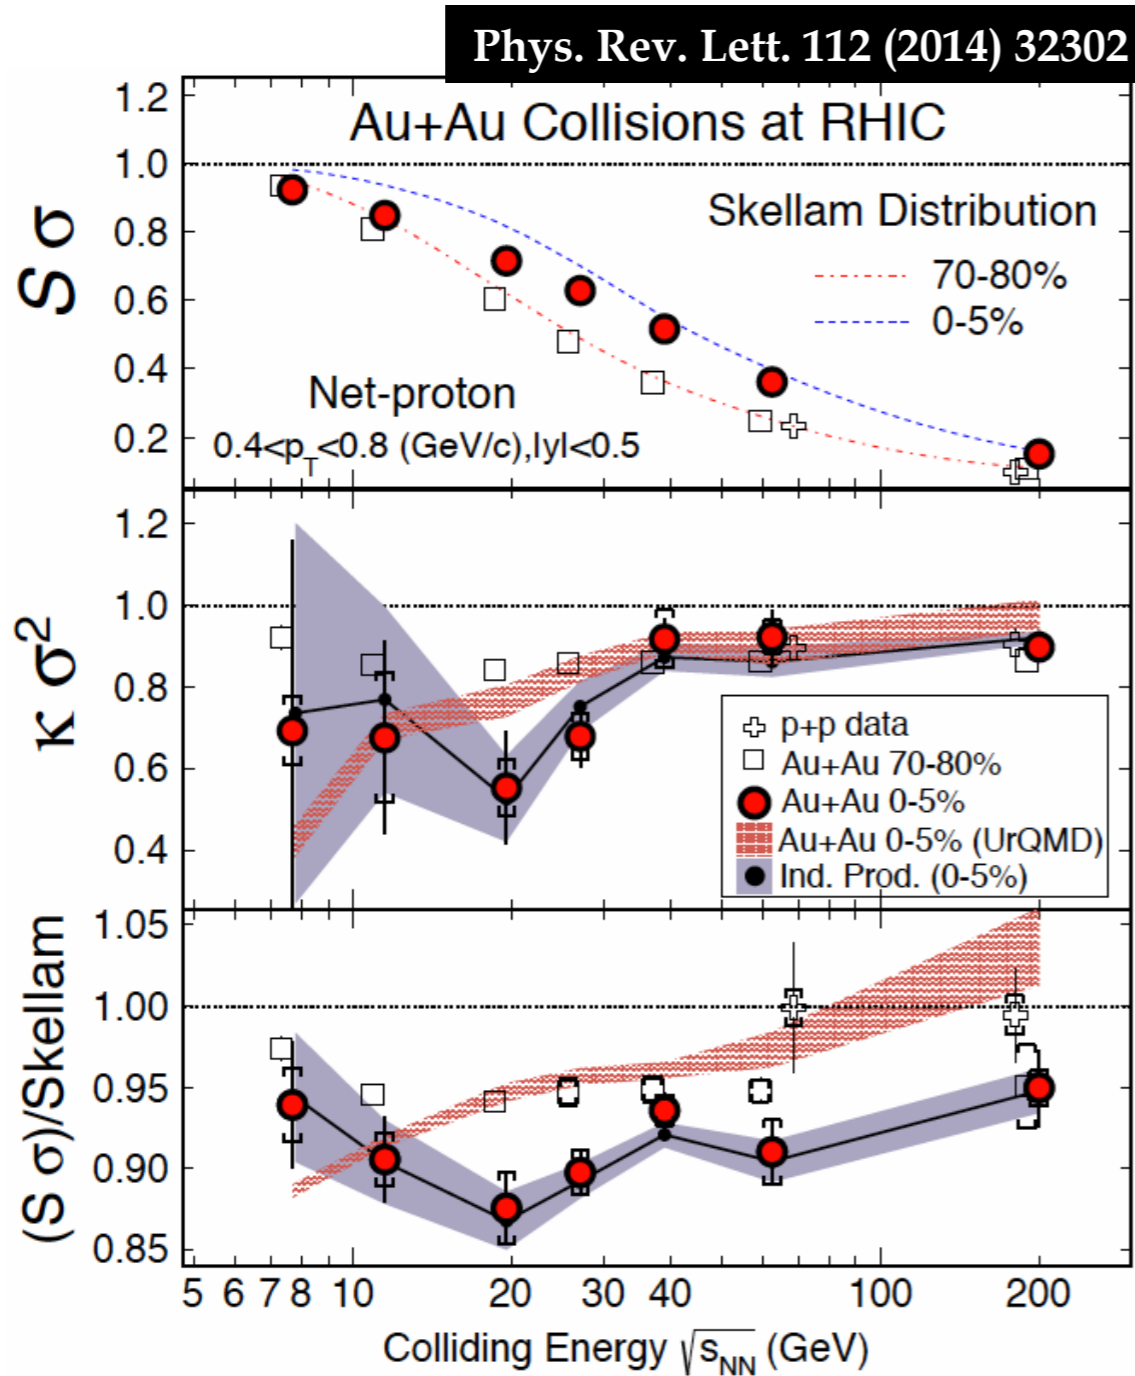 Phys. Rev. Lett. 112 (2014) 32302
Au+Au Collisions at RHIC
S σ
1.2
1.0
0.8
0.6
0.4
0.2
Skellam Distribution
70-80%
0-5%
Net-proton
0.4<p_T<0.8 (GeV/c),|y|<0.5
κ σ²
1.2
1.0
0.8
0.6
0.4
p+p data
Au+Au 70-80%
Au+Au 0-5%
Au+Au 0-5% (UrQMD)
Ind. Prod. (0-5%)
(S σ)/Skellam
1.05
1.00
0.95
0.90
0.85
5 6 7 8 10 20 30 40 100 200
Colliding Energy √s_NN (GeV)